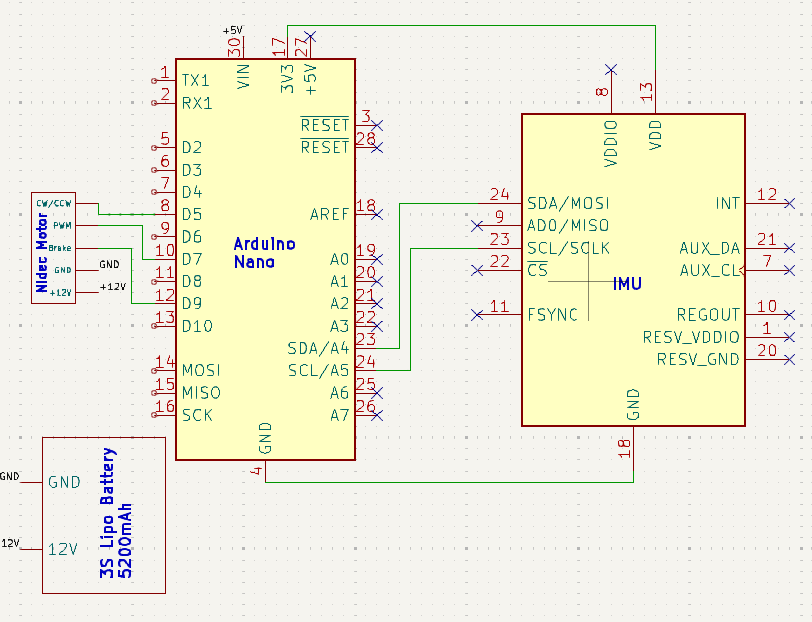 +5V
30
17
27
VIN
3V3
+5V
1
TX1
2
RX1
RESET
3
RESET
28
5
D2
6
D3
7
D4
8
D5
9
D6
10
D7
11
D8
12
D9
13
D10
14
MOSI
15
MISO
16
SCK
AREF
18
A0
19
A1
20
A2
21
A3
22
SDA/A4
23
SCL/A5
24
A6
25
A7
26
GND
4
Arduino
Nano
Nidec Motor
CW/CCW
PWM
Brake
GND
GND
+12V
+12V
8
13
VDDIO
VDD
24
SDA/MOSI
9
AD0/MISO
23
SCL/SCLK
22
CS
11
FSYNC
IMU
INT
12
AUX_DA
21
AUX_CL
7
REGOUT
10
RESV_VDDIO
1
RESV_GND
20
GND
18
GND
GND
12V
12V
3S Lipo Battery
5200mAh